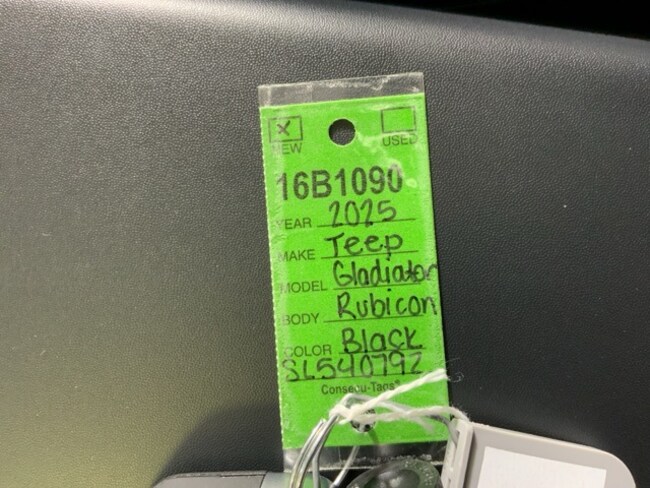 ☒ NEW ☐ USED
16B1090
YEAR 2025
MAKE Jeep
MODEL Gladiator
BODY Rubicon
COLOR Black
SL540792
Consecu-Tags®